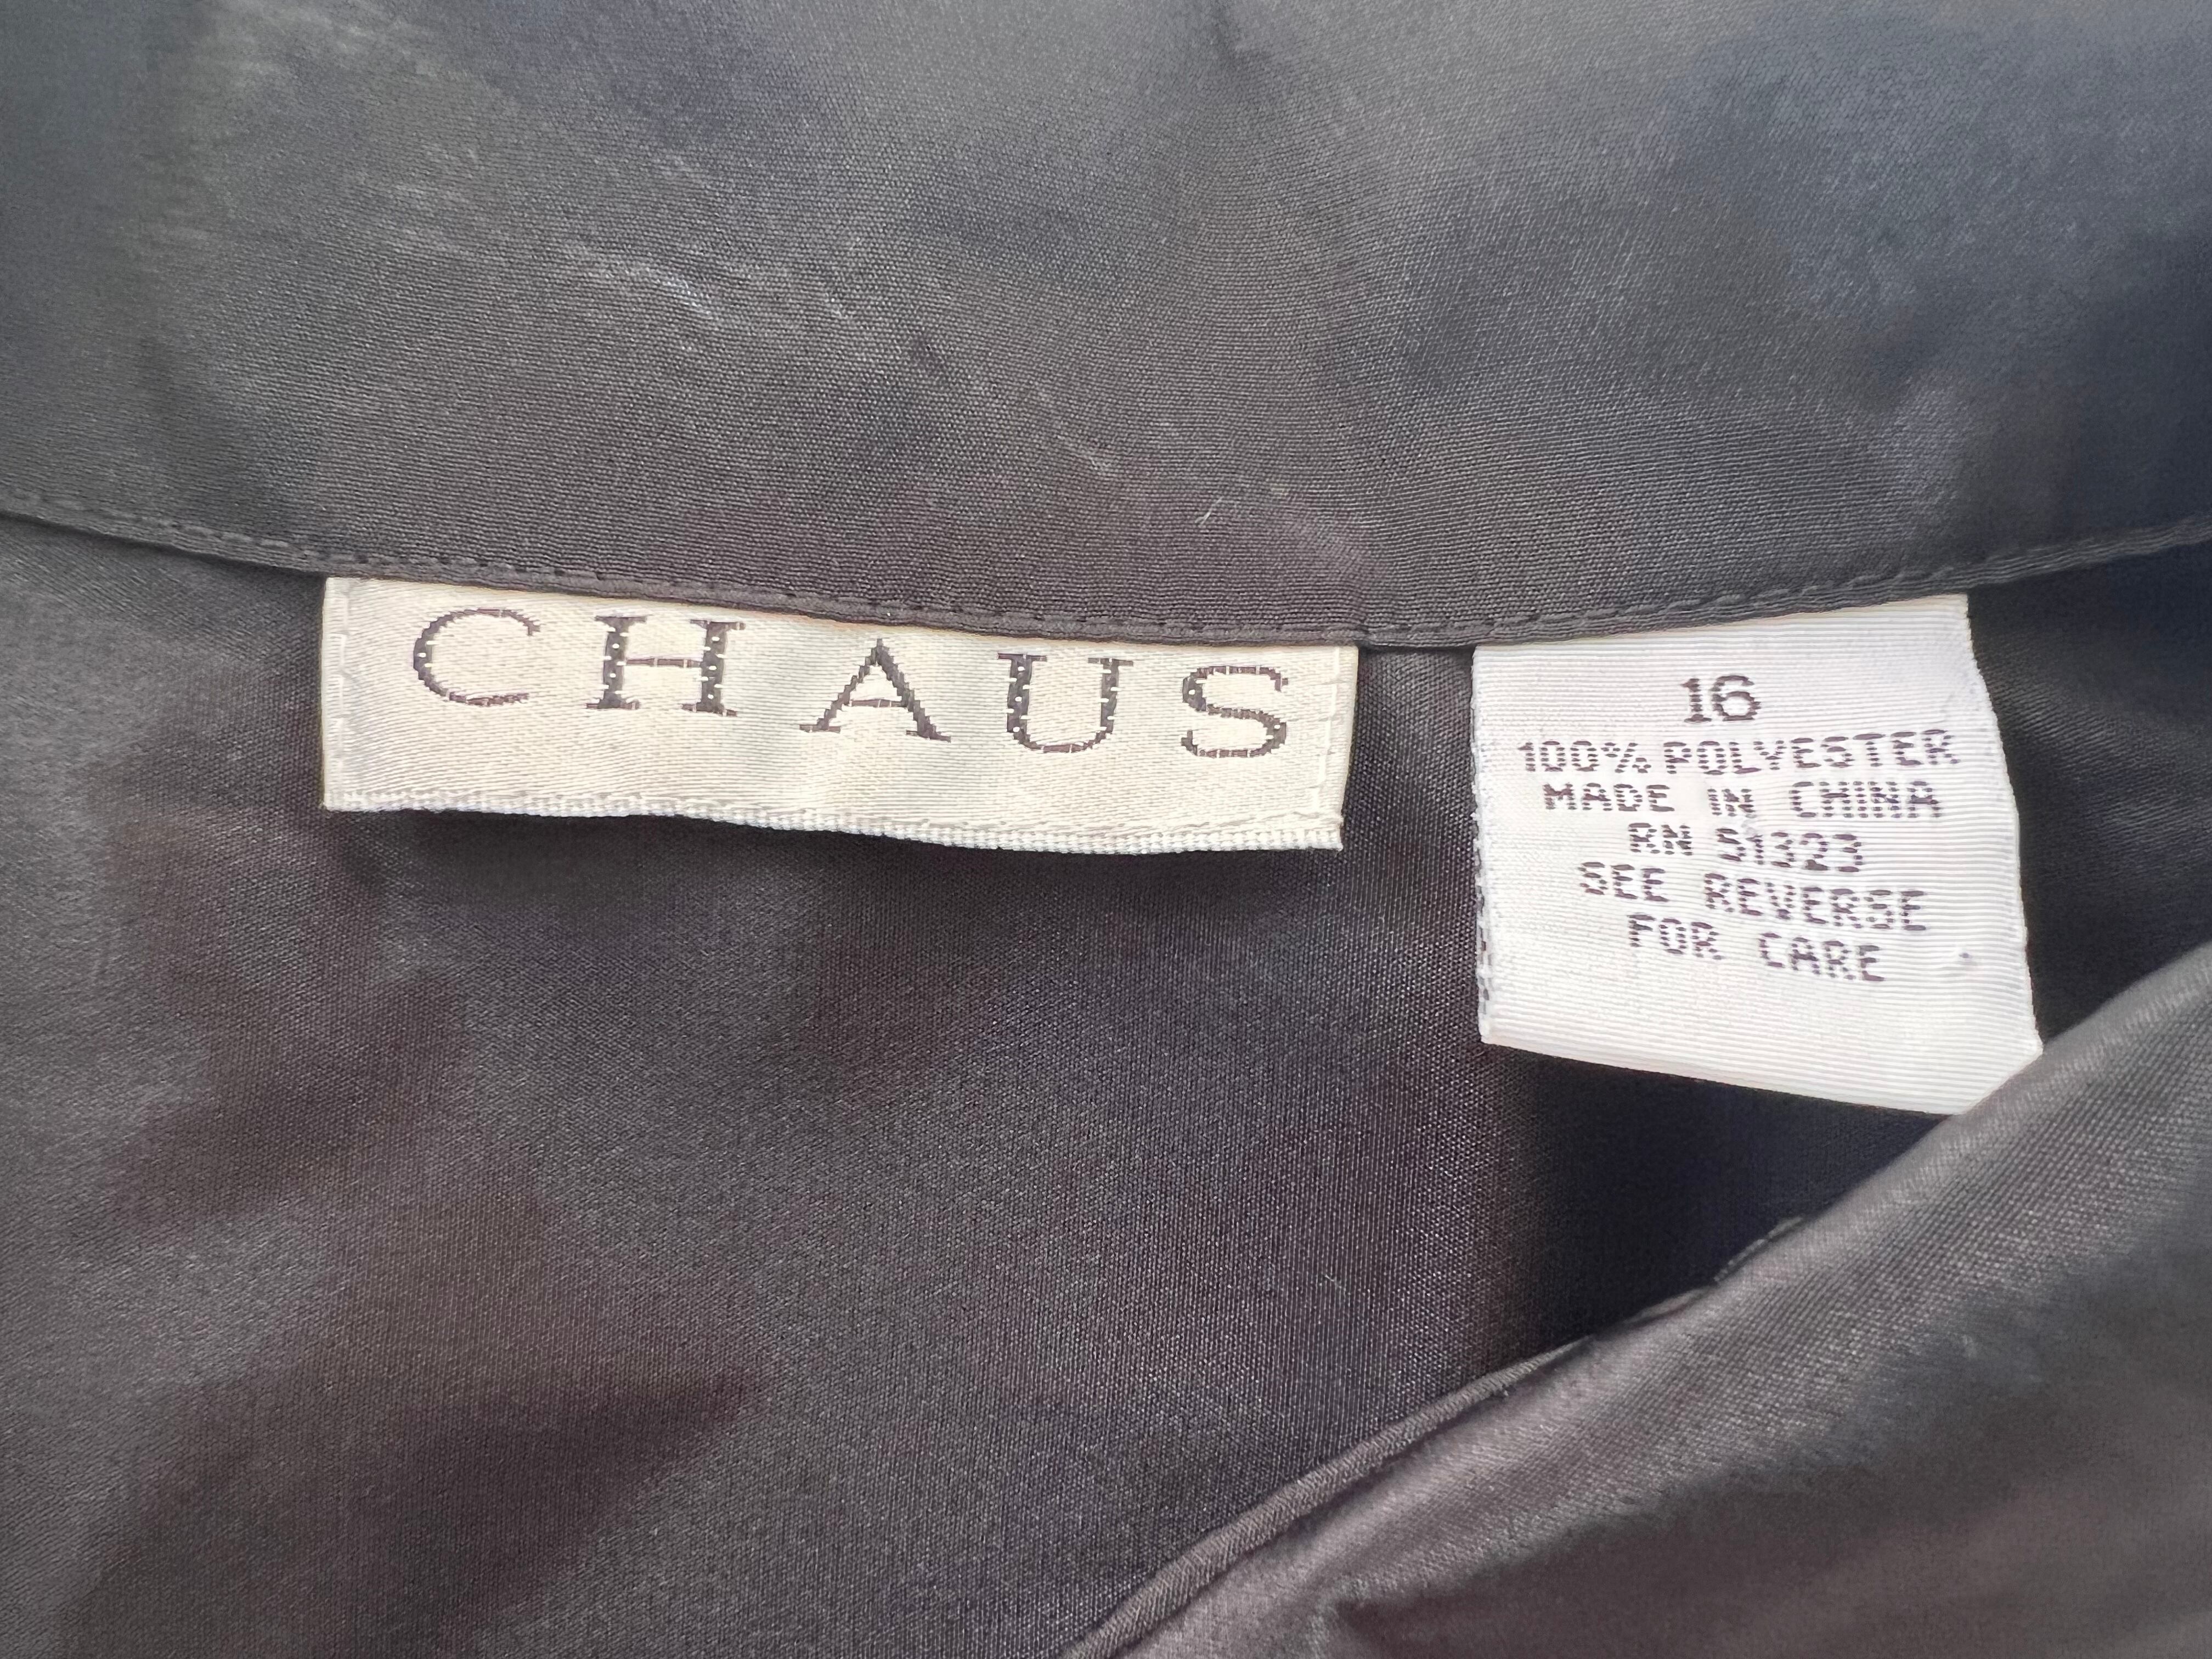 CHAUS
16
100% POLYESTER
MADE IN CHINA
RN 51323
SEE REVERSE
FOR CARE